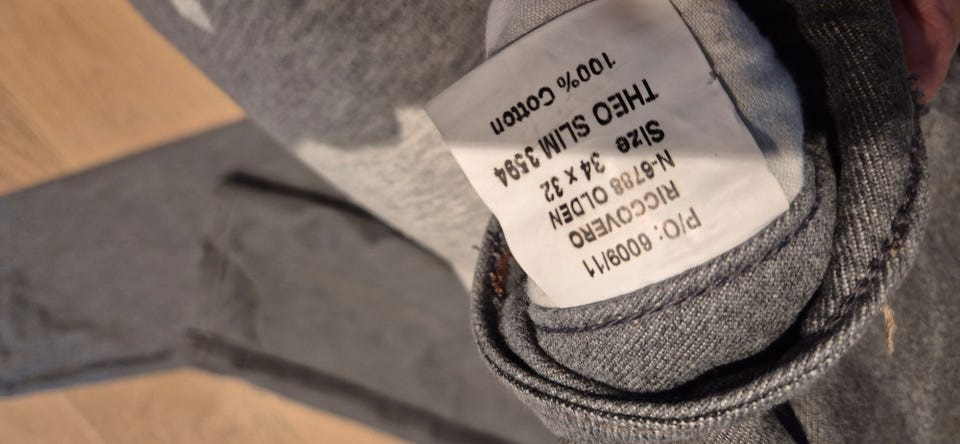 P/O: 6009/11
RICCOVERO
N-6788 OLDEN
Size 34 x 32
THEO SLIM 3594
100% Cotton